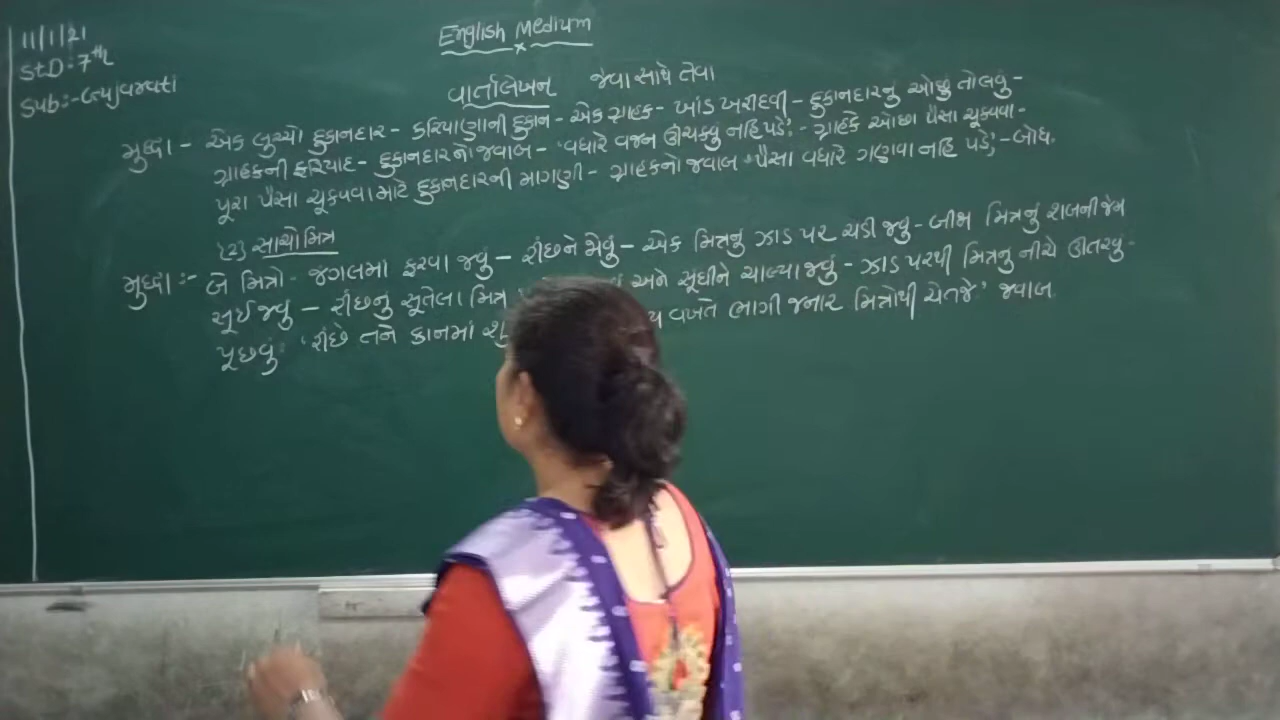 11/1/21
English Medium
STD:-7th
Sub:-Gujarati
વાર્તાલેખન જેવા સાથે તેવા
મુદ્દા - એક લુચ્ચો દુકાનદાર - કરિયાણાની દુકાન - એક ગ્રાહક - ખાંડ ખરીદવી - દુકાનદારનું ઓછું તોલવું -
ગ્રાહકની ફરિયાદ - દુકાનદારનો જવાબ - 'વધારે વજન ઊંચકવું નહિ પડે.' - ગ્રાહકે ઓછા પૈસા ચૂકવવા -
પૂરા પૈસા ચૂકવવા માટે દુકાનદારની માગણી - ગ્રાહકનો જવાબ 'પૈસા વધારે ગણવા નહિ પડે,' - બોધ.
(2) સાચો મિત્ર
મુદ્દા :- બે મિત્રો - જંગલમાં ફરવા જવું - રીંછને જોવું - એક મિત્રનું ઝાડ પર ચડી જવું - બીજા મિત્રનું શબની જેમ
સૂઈ જવું - રીંછનું સૂતેલા મિત્ર અને સૂંઘીને ચાલ્યા જવું - ઝાડ પરથી મિત્રનું નીચે ઊતરવું -
પૂછવું: 'રીંછે તને કાનમાં વખતે ભાગી જનાર મિત્રોથી ચેતજે' જવાબ